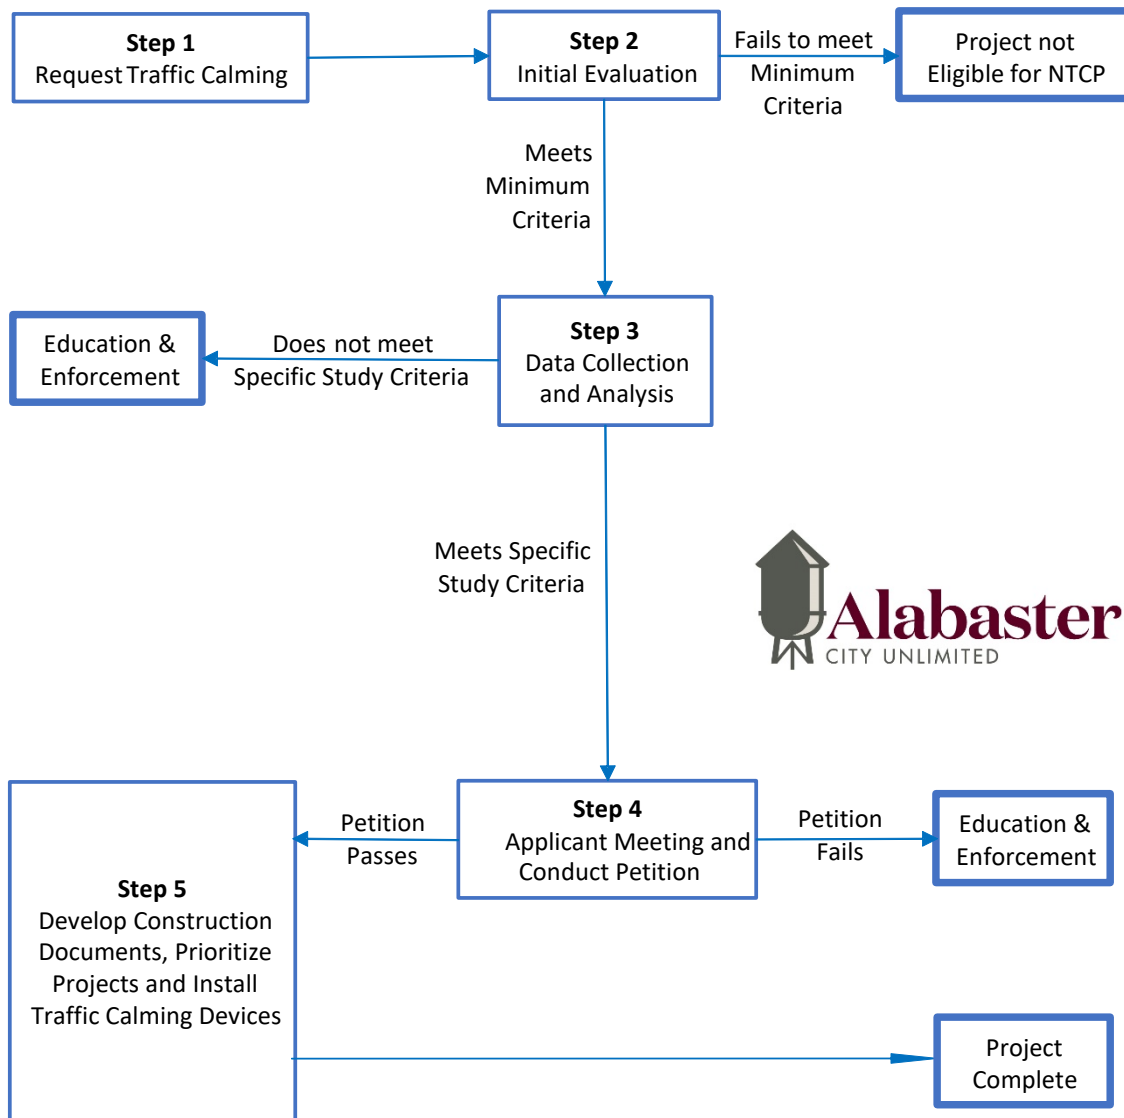 Step 1
Request Traffic Calming
Step 2
Initial Evaluation
Fails to meet
Minimum
Criteria
Project not
Eligible for NTCP
Meets
Minimum
Criteria
Education &
Enforcement
Does not meet
Specific Study Criteria
Step 3
Data Collection
and Analysis
Meets Specific
Study Criteria
Alabaster
CITY UNLIMITED
Step 4
Applicant Meeting and
Conduct Petition
Petition
Passes
Petition
Fails
Education &
Enforcement
Step 5
Develop Construction
Documents, Prioritize
Projects and Install
Traffic Calming Devices
Project
Complete